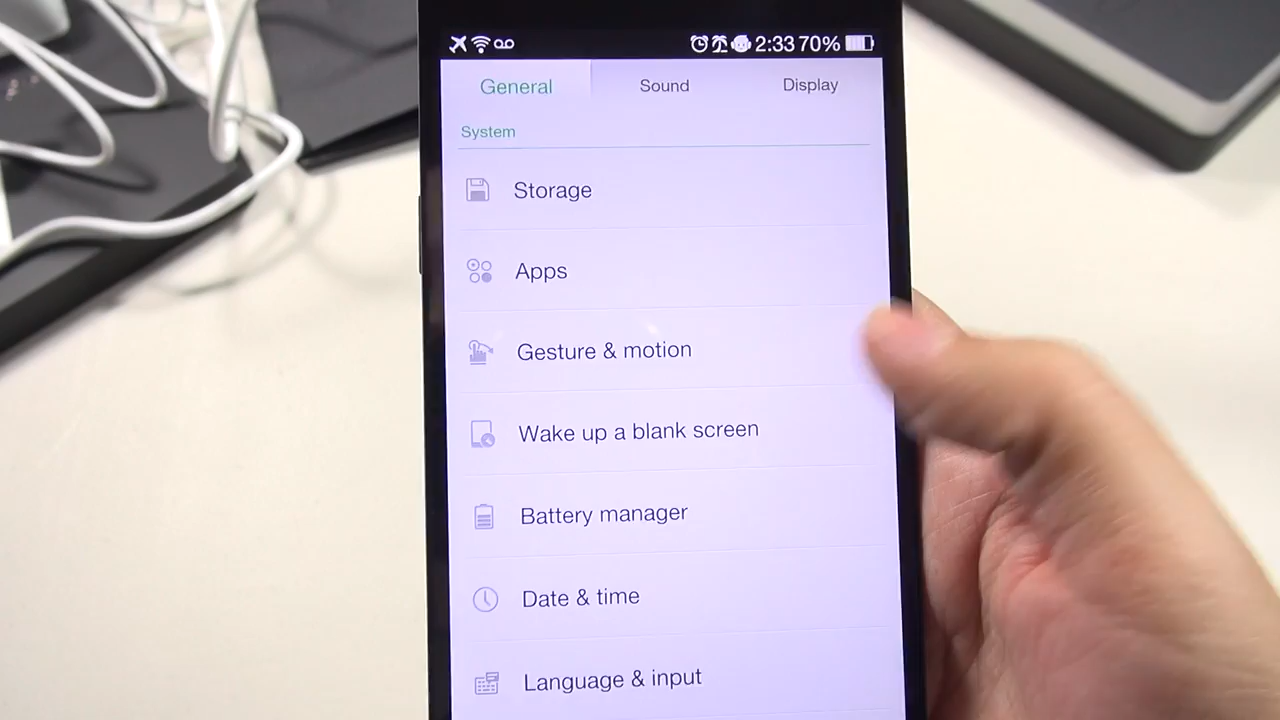 2:33 70%
General Sound Display
System
Storage
Apps
Gesture & motion
Wake up a blank screen
Battery manager
Date & time
Language & input